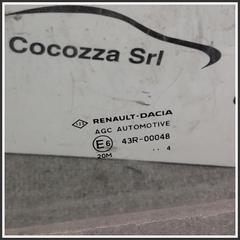 Cocozza Srl
RENAULT-DACIA
AGC AUTOMOTIVE
E6 43R-00048
20M .. 4